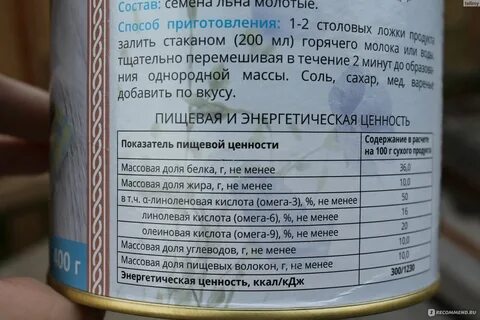 Состав: семена льна молотые.
Способ приготовления: 1-2 столовых ложки продукта
залить стаканом (200 мл) горячего молока или воды,
тщательно перемешивая в течение 2 минут до образова-
ния однородной массы. Соль, сахар, мед, варенье
добавить по вкусу.
ПИЩЕВАЯ И ЭНЕРГЕТИЧЕСКАЯ ЦЕННОСТЬ
Показатель пищевой ценности Содержание в расчете на 100 г сухого продукта
Массовая доля белка, г, не менее 36,0
Массовая доля жира, г, не менее 10,0
в т.ч. α-линоленовая кислота (омега-3), %, не менее 50
линолевая кислота (омега-6), %, не менее 16
олеиновая кислота (омега-9), %, не менее 20
Массовая доля углеводов, г, не менее 10,0
Массовая доля пищевых волокон, г, не менее 10,0
Энергетическая ценность, ккал/кДж 300/1230
400 г
RECOMMEND.RU